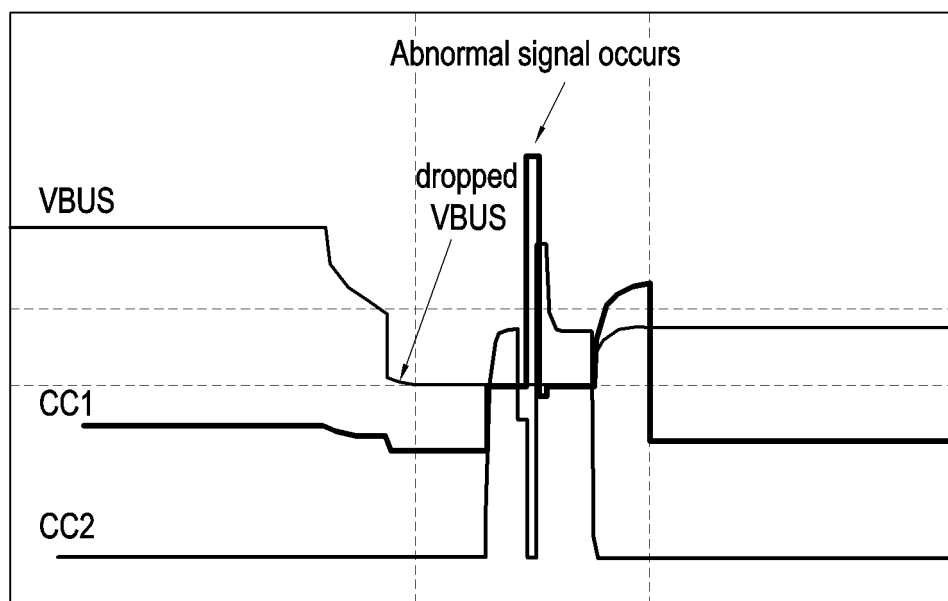 Abnormal signal occurs
dropped
VBUS
VBUS
CC1
CC2